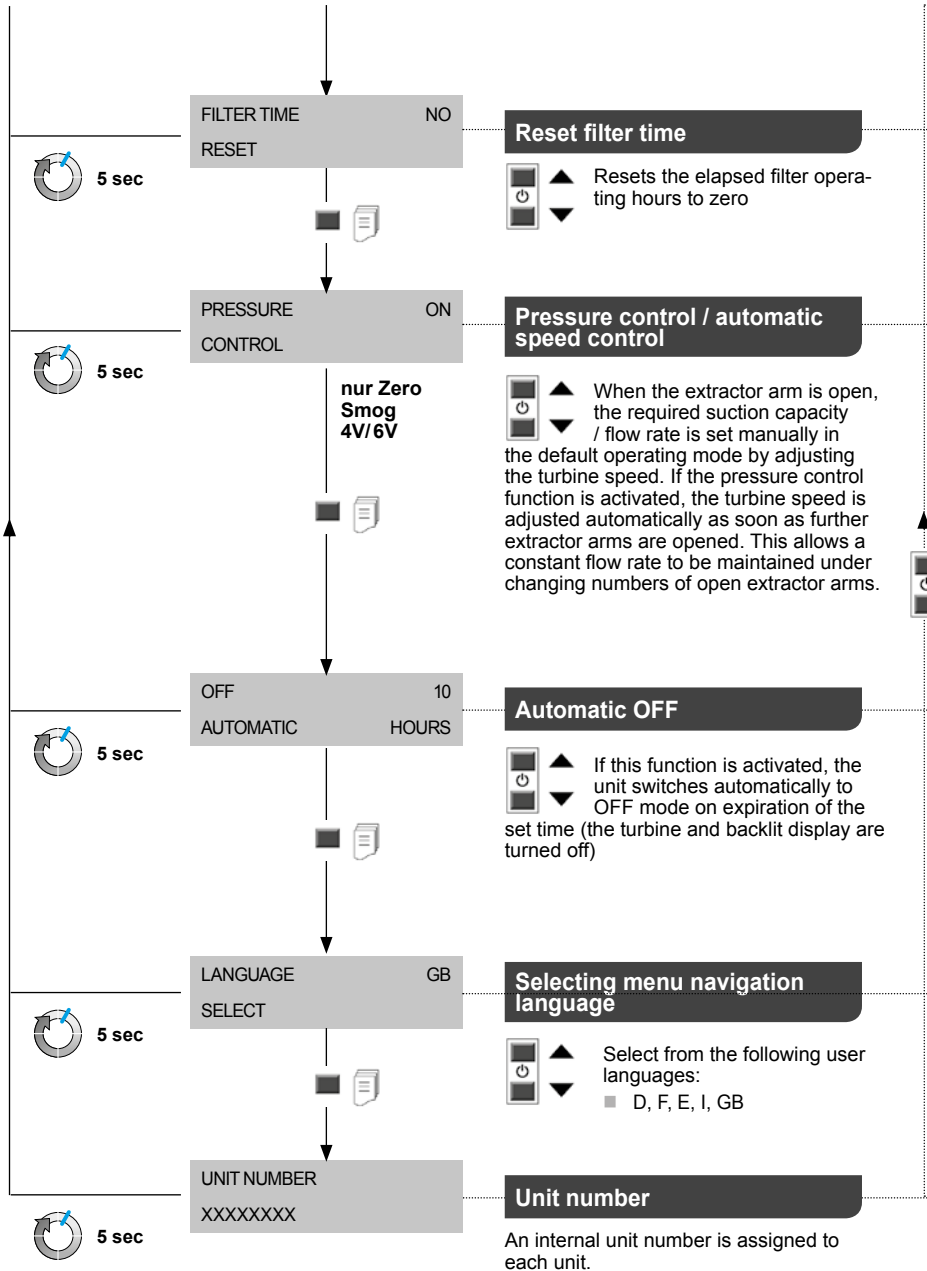 FILTER TIME NO
RESET
Reset filter time
5 sec
Resets the elapsed filter opera-
ting hours to zero
PRESSURE ON
CONTROL
Pressure control / automatic
speed control
5 sec
nur Zero
Smog
4V/6V
When the extractor arm is open,
the required suction capacity
/ flow rate is set manually in
the default operating mode by adjusting
the turbine speed. If the pressure control
function is activated, the turbine speed is
adjusted automatically as soon as further
extractor arms are opened. This allows a
constant flow rate to be maintained under
changing numbers of open extractor arms.
OFF 10
AUTOMATIC HOURS
Automatic OFF
5 sec
If this function is activated, the
unit switches automatically to
OFF mode on expiration of the
set time (the turbine and backlit display are
turned off)
LANGUAGE GB
SELECT
Selecting menu navigation
language
5 sec
Select from the following user
languages:
D, F, E, I, GB
UNIT NUMBER
XXXXXXXX
Unit number
5 sec
An internal unit number is assigned to
each unit.